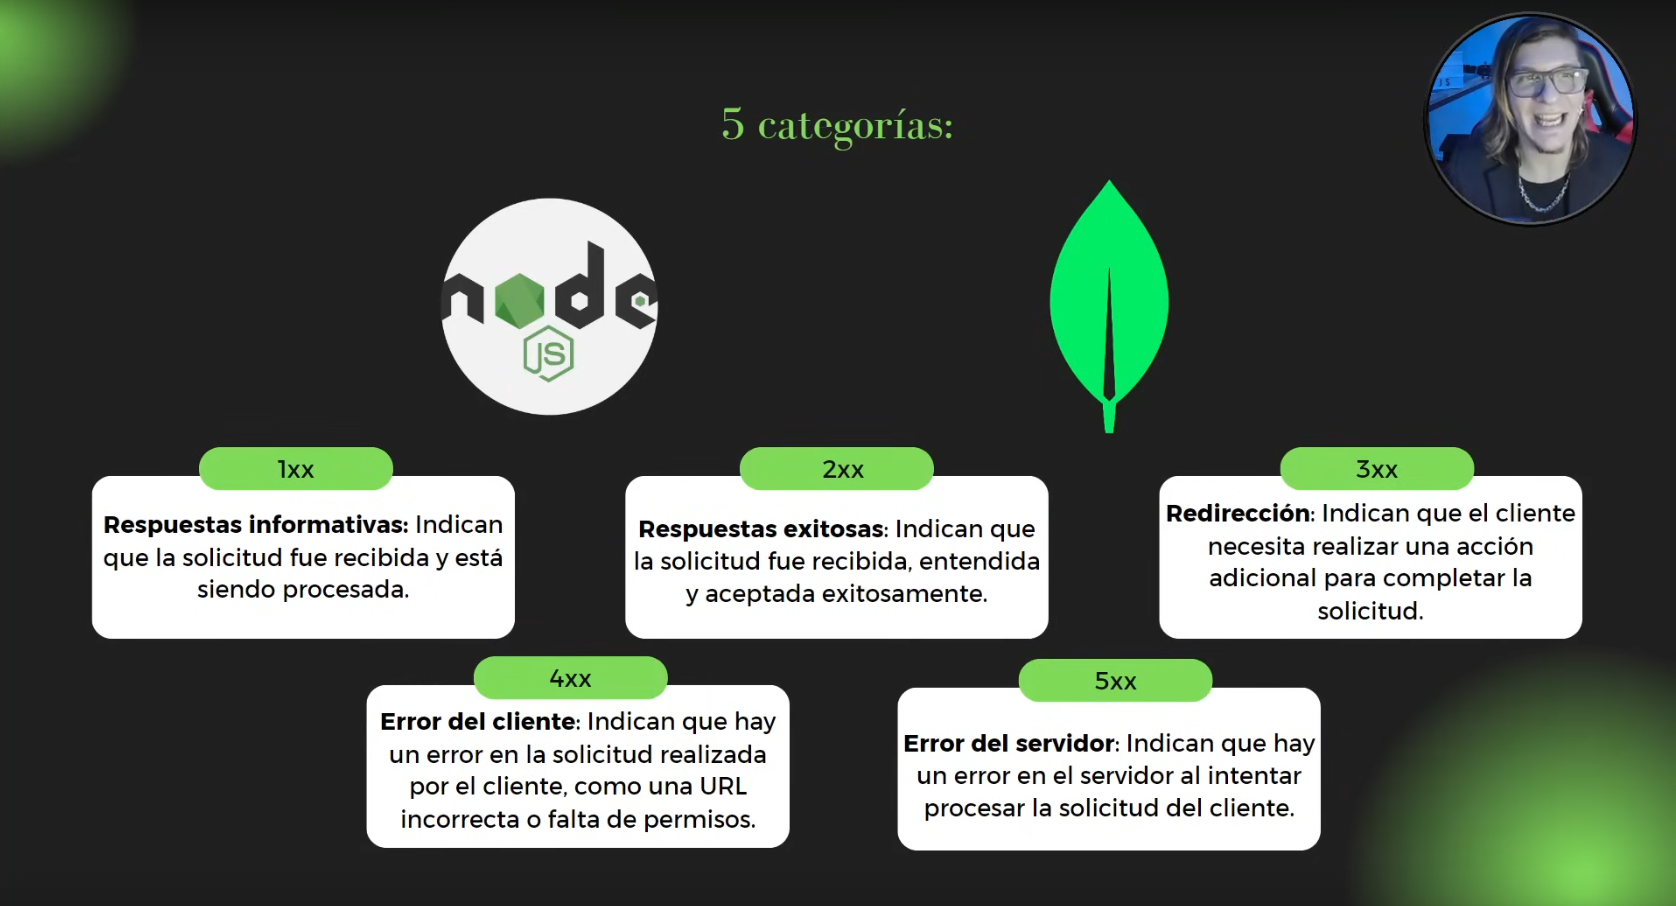 5 categorías:
node
JS
1xx
Respuestas informativas: Indican
que la solicitud fue recibida y está
siendo procesada.
2xx
Respuestas exitosas: Indican que
la solicitud fue recibida, entendida
y aceptada exitosamente.
3xx
Redirección: Indican que el cliente
necesita realizar una acción
adicional para completar la
solicitud.
4xx
Error del cliente: Indican que hay
un error en la solicitud realizada
por el cliente, como una URL
incorrecta o falta de permisos.
5xx
Error del servidor: Indican que hay
un error en el servidor al intentar
procesar la solicitud del cliente.